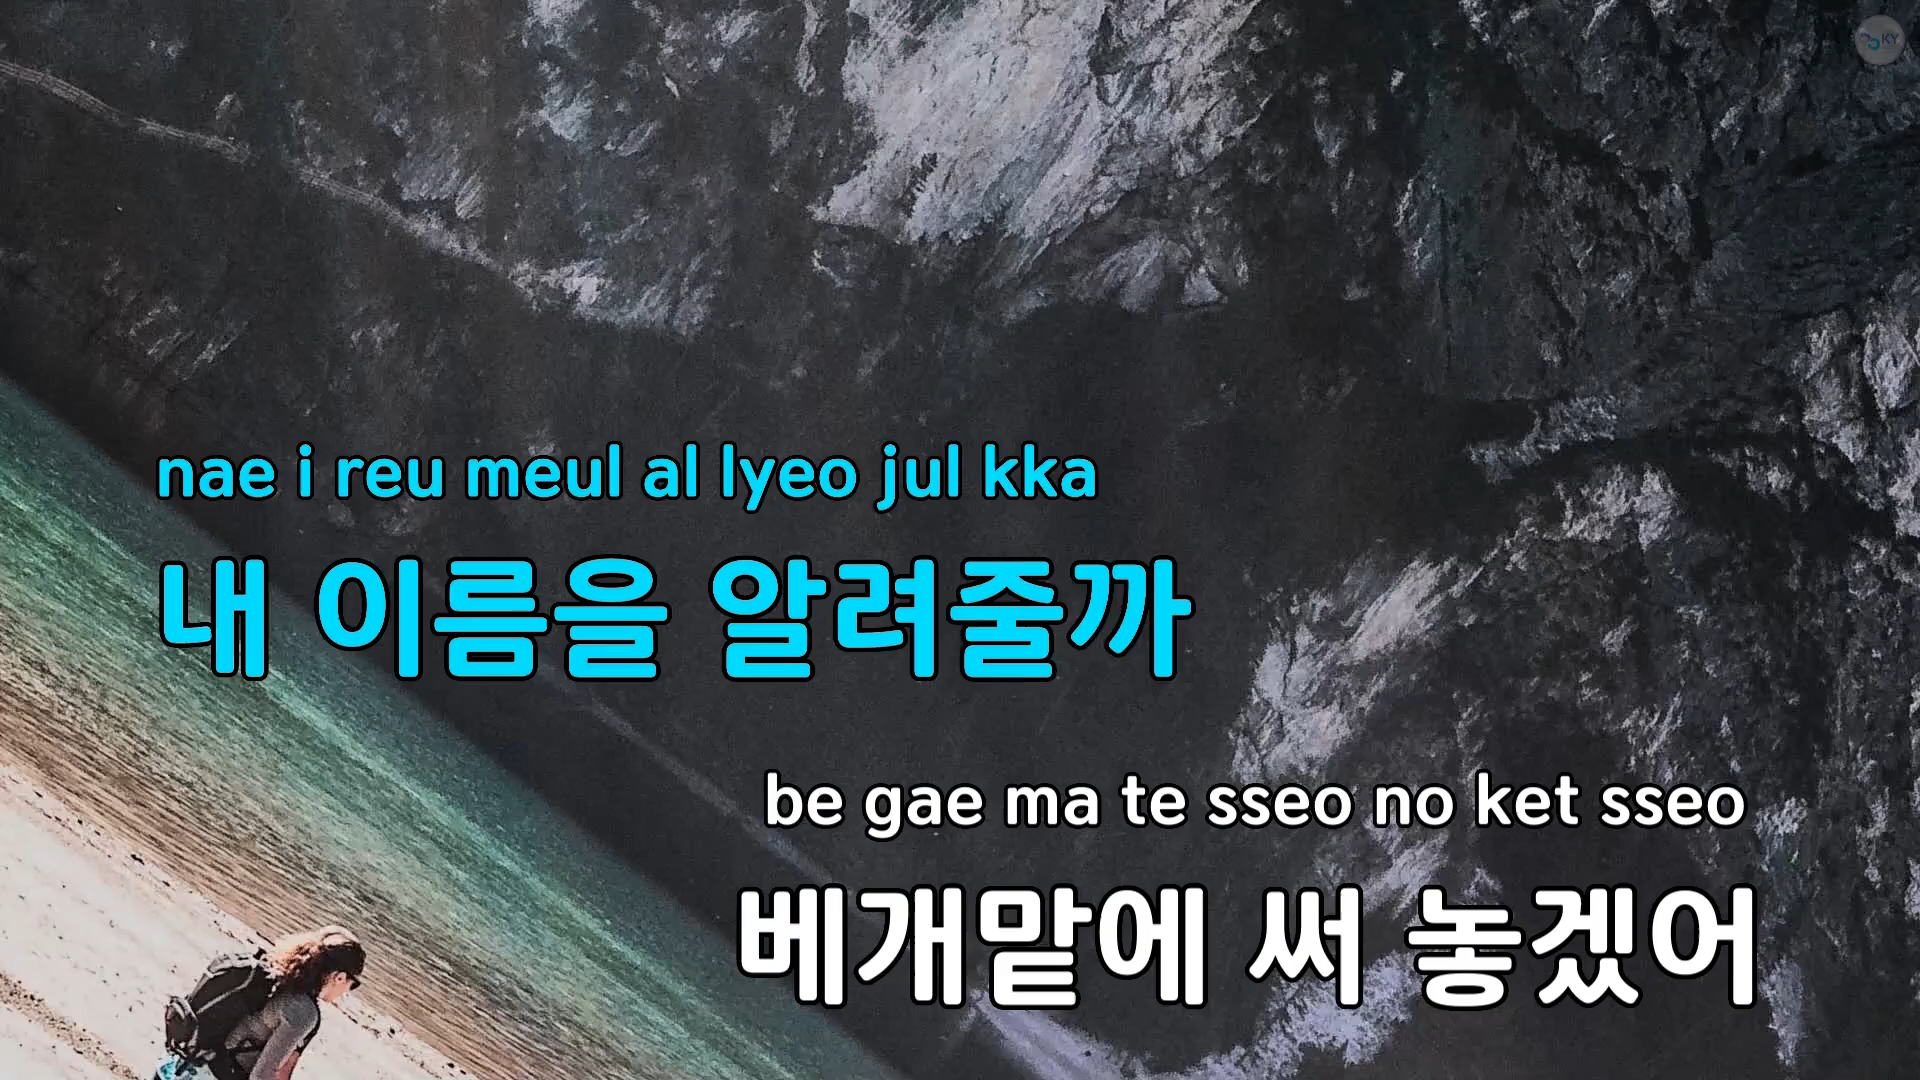 KY
nae i reu meul al lyeo jul kka
내 이름을 알려줄까
be gae ma te sseo no ket sseo
베개맡에 써 놓겠어